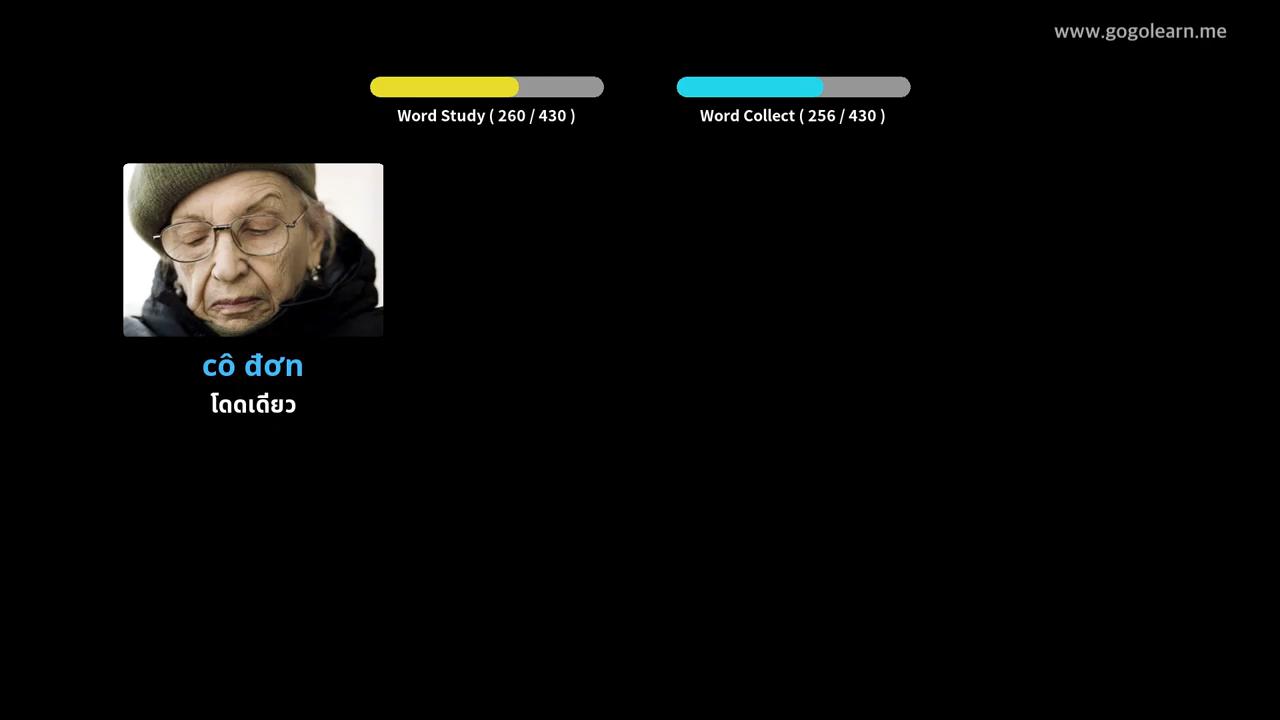 www.gogolearn.me
Word Study ( 260 / 430 )
Word Collect ( 256 / 430 )
cô đơn
โดดเดียว